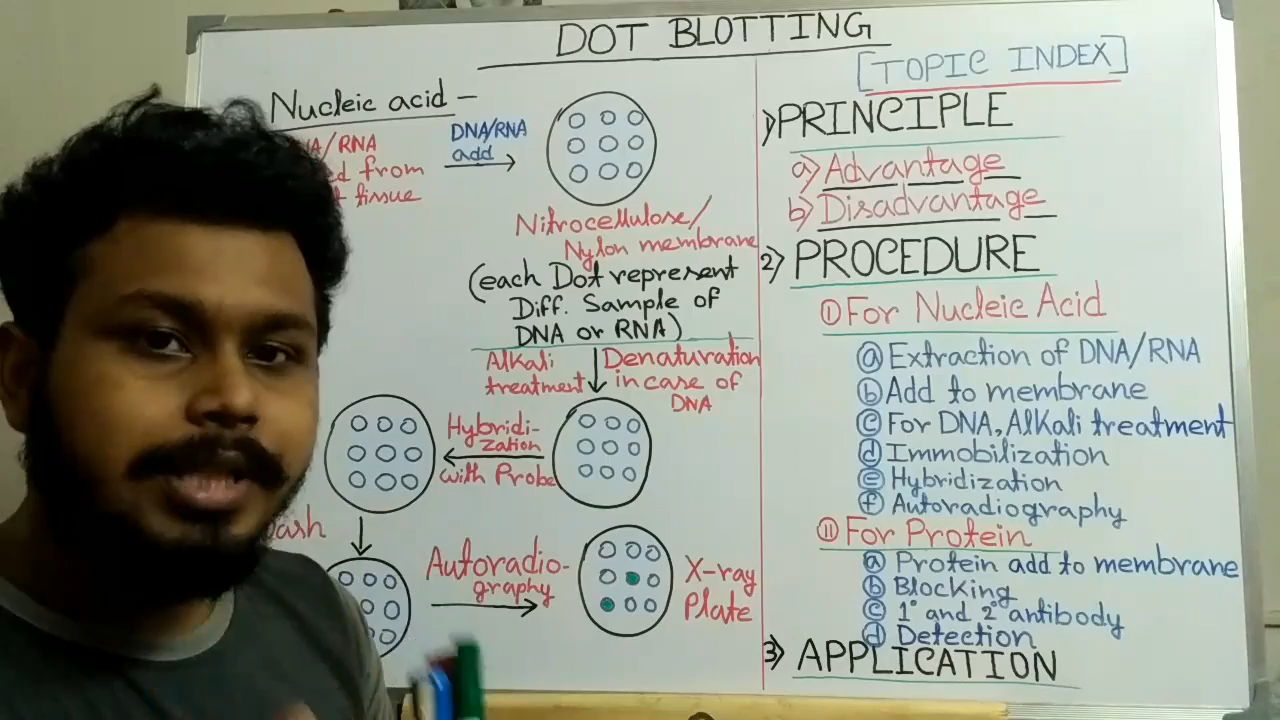 DOT BLOTTING
Nucleic acid -
/RNA
from
tissue
DNA/RNA
add
Nitrocellulose/
Nylon membrane
(each Dot represent
Diff. Sample of
DNA or RNA)
Alkali
treatment
Denaturation
in case of
DNA
Hybridi-
zation
with Probe
Autoradio-
graphy
X-ray
Plate
[TOPIC INDEX]
1) PRINCIPLE
a) Advantage
b) Disadvantage
2) PROCEDURE
I For Nucleic Acid
a Extraction of DNA/RNA
b Add to membrane
c For DNA, Alkali treatment
d Immobilization
e Hybridization
f Autoradiography
II For Protein
a Protein add to membrane
b Blocking
c 1° and 2° antibody
d Detection
3) APPLICATION